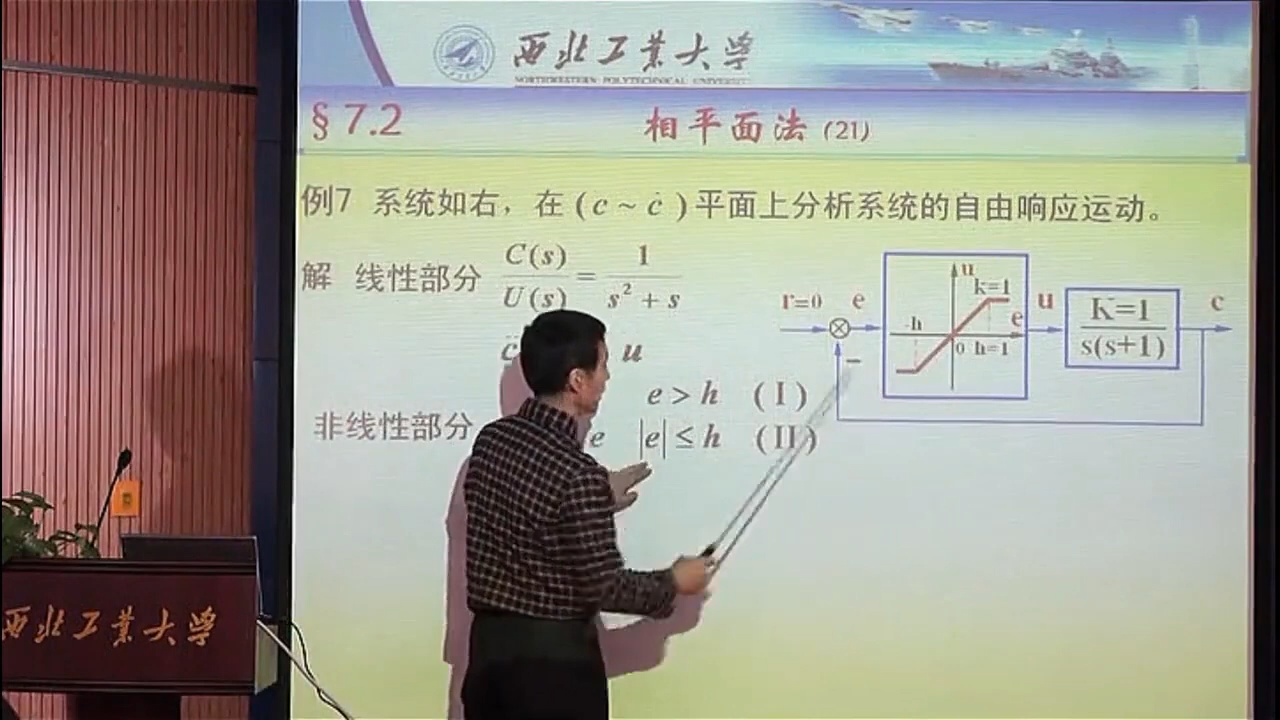 西北工业大学
NORTHWESTERN POLYTECHNICAL UNIVERSITY
§ 7.2
相平面法 (21)
例7 系统如右，在 (c ~ ċ) 平面上分析系统的自由响应运动。
解 线性部分 C(s)/U(s) = 1/(s² + s)
u
e > h (I)
非线性部分 e |e| ≤ h (II)
r=0 e
u
k=1
-h
e
0 h=1
u
K=1
s(s+1)
c
−
西北工业大学